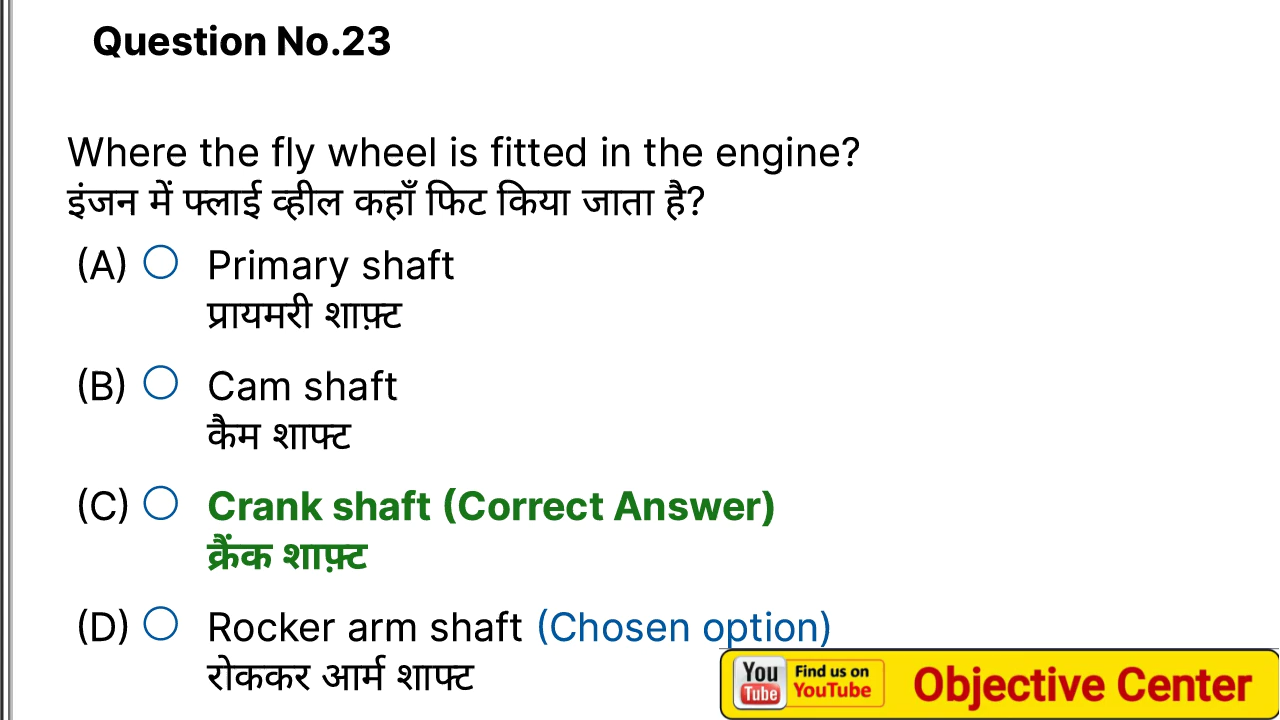 Question No.23
Where the fly wheel is fitted in the engine?
इंजन में फ्लाई व्हील कहाँ फिट किया जाता है?
(A) Primary shaft
प्रायमरी शाफ़्ट
(B) Cam shaft
कैम शाफ्ट
(C) Crank shaft (Correct Answer)
क्रैंक शाफ़्ट
(D) Rocker arm shaft (Chosen option)
रोककर आर्म शाफ्ट
You Tube
Find us on YouTube
Objective Center